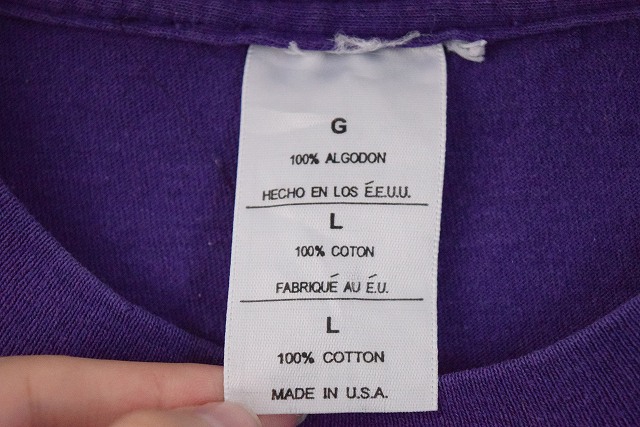 G
100% ALGODON
HECHO EN LOS É.E.U.U.
L
100% COTON
FABRIQUÉ AU É.U.
L
100% COTTON
MADE IN U.S.A.